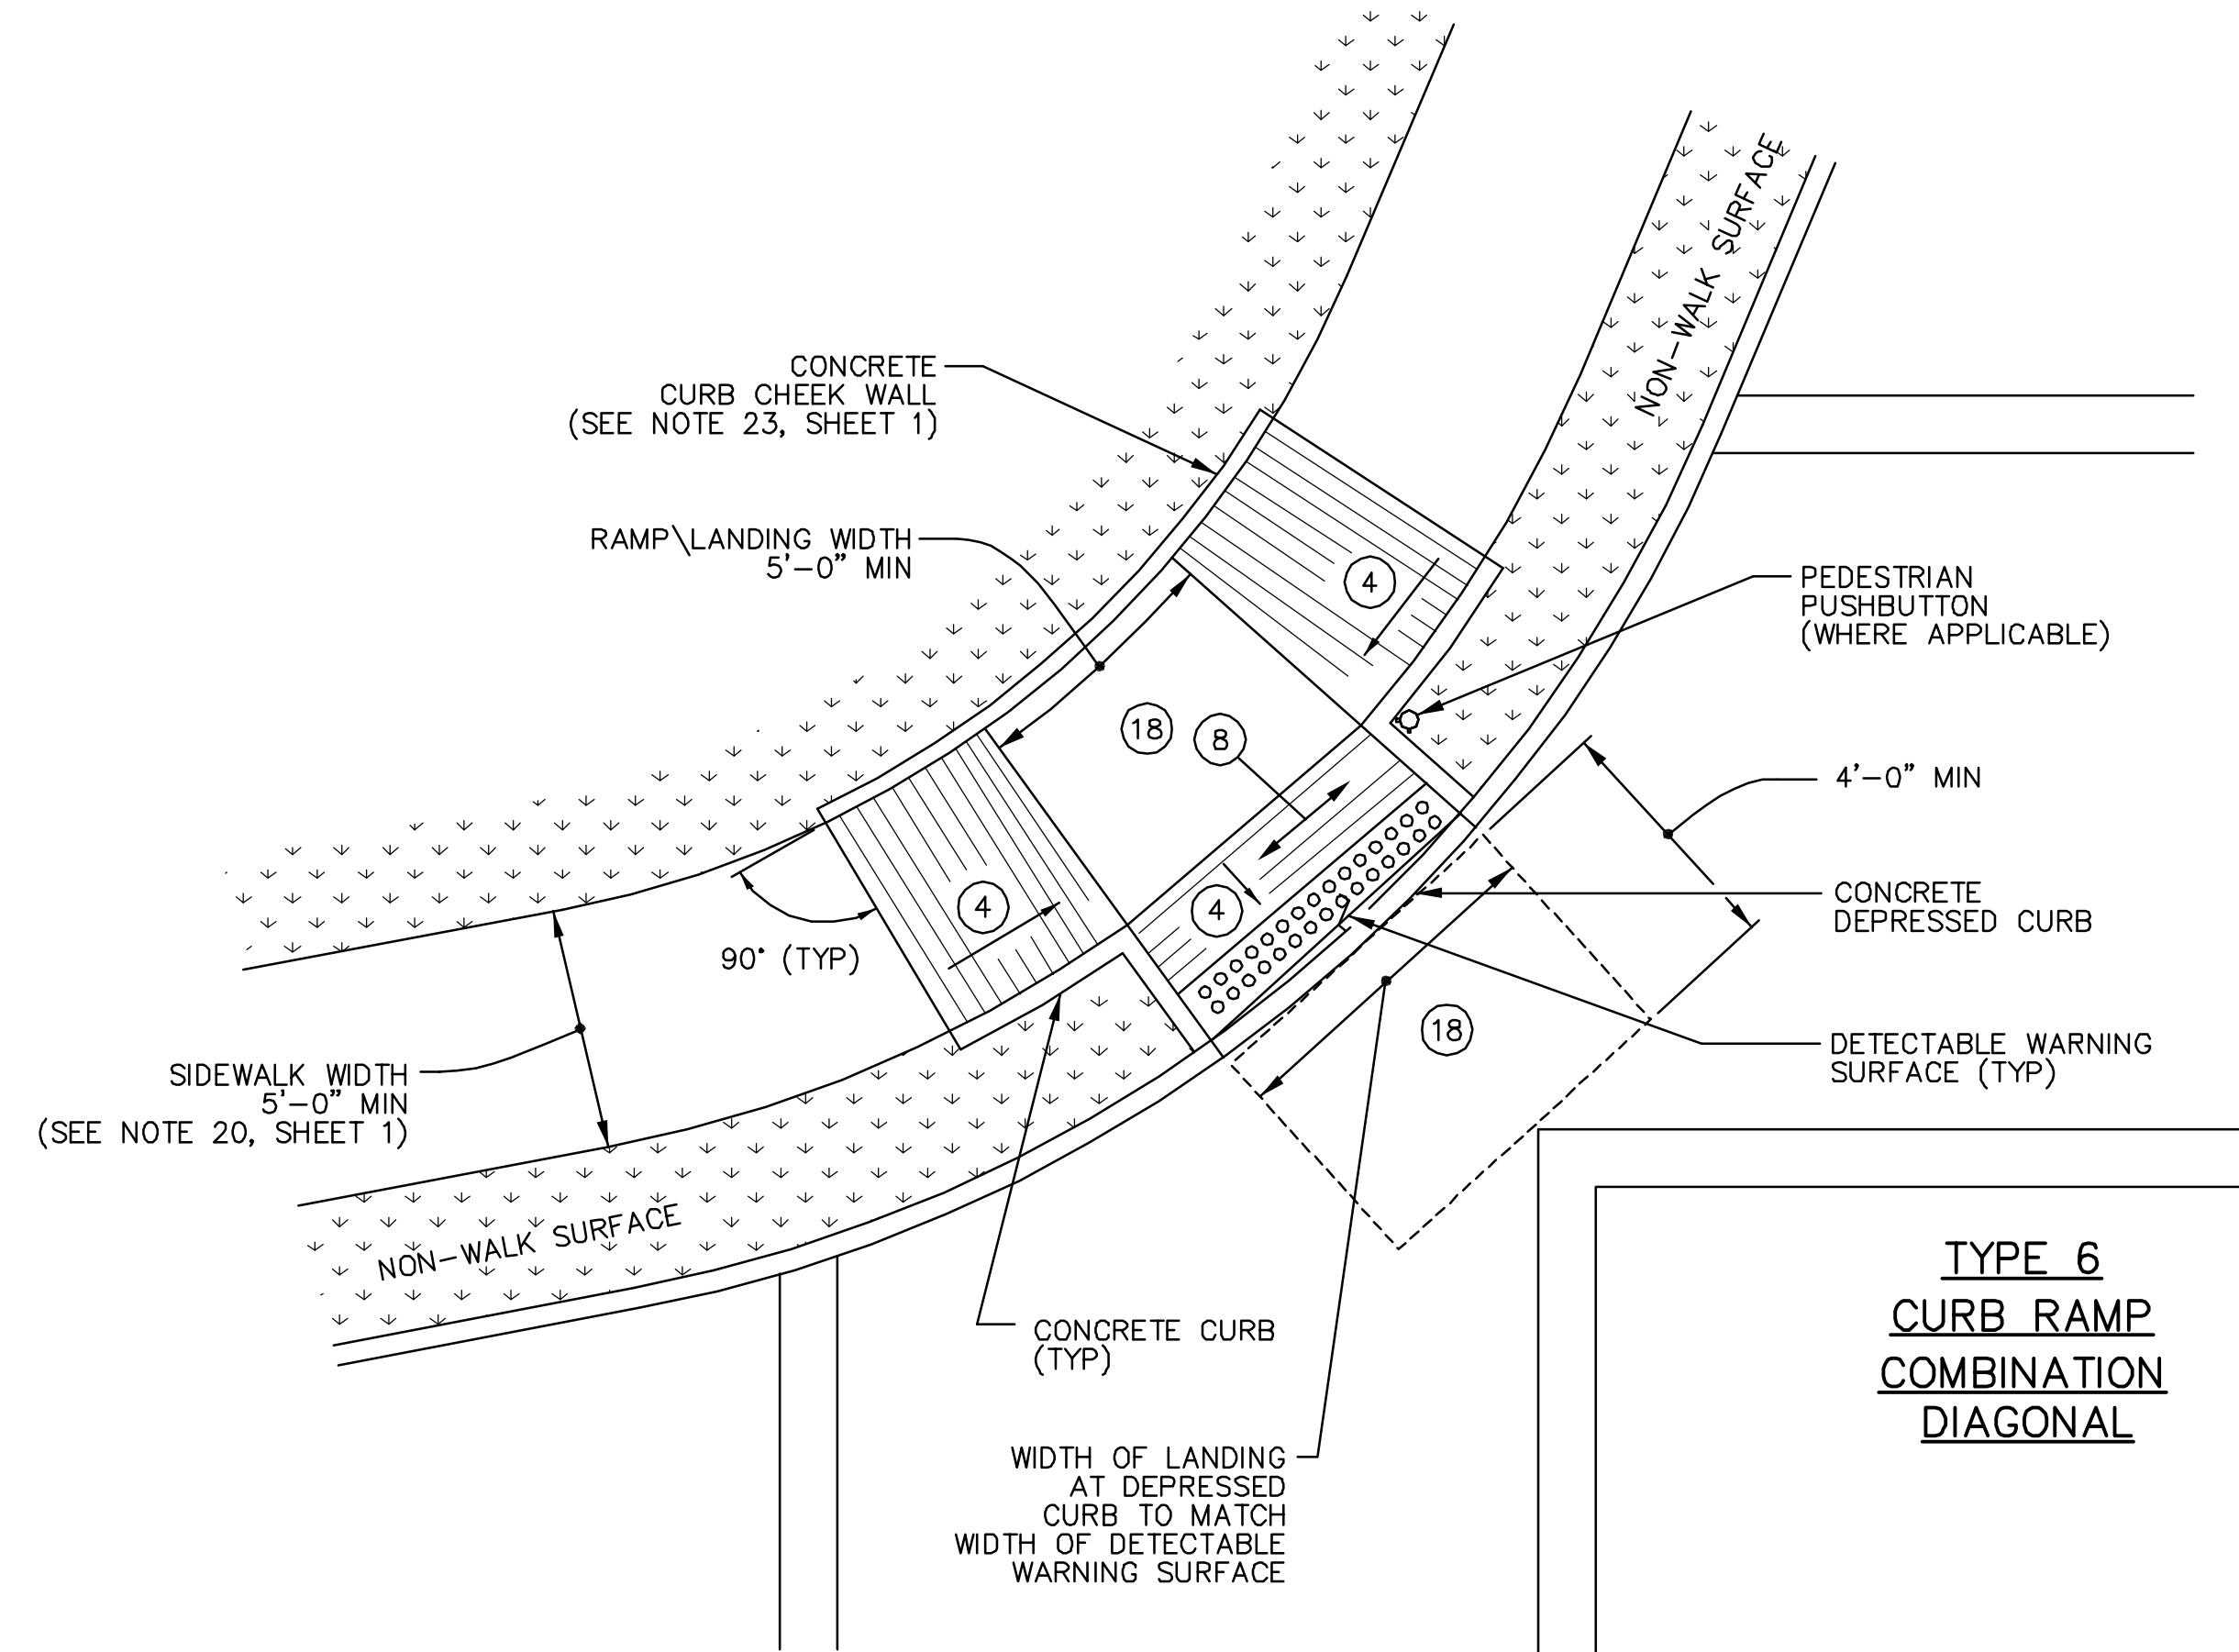 NON-WALK SURFACE
CONCRETE
CURB CHEEK WALL
(SEE NOTE 23, SHEET 1)
RAMP\LANDING WIDTH
5'-0" MIN
4
PEDESTRIAN
PUSHBUTTON
(WHERE APPLICABLE)
18
8
4'-0" MIN
4
4
90° (TYP)
CONCRETE
DEPRESSED CURB
18
DETECTABLE WARNING
SURFACE (TYP)
SIDEWALK WIDTH
5'-0" MIN
(SEE NOTE 20, SHEET 1)
NON-WALK SURFACE
CONCRETE CURB
(TYP)
WIDTH OF LANDING
AT DEPRESSED
CURB TO MATCH
WIDTH OF DETECTABLE
WARNING SURFACE
TYPE 6
CURB RAMP
COMBINATION
DIAGONAL